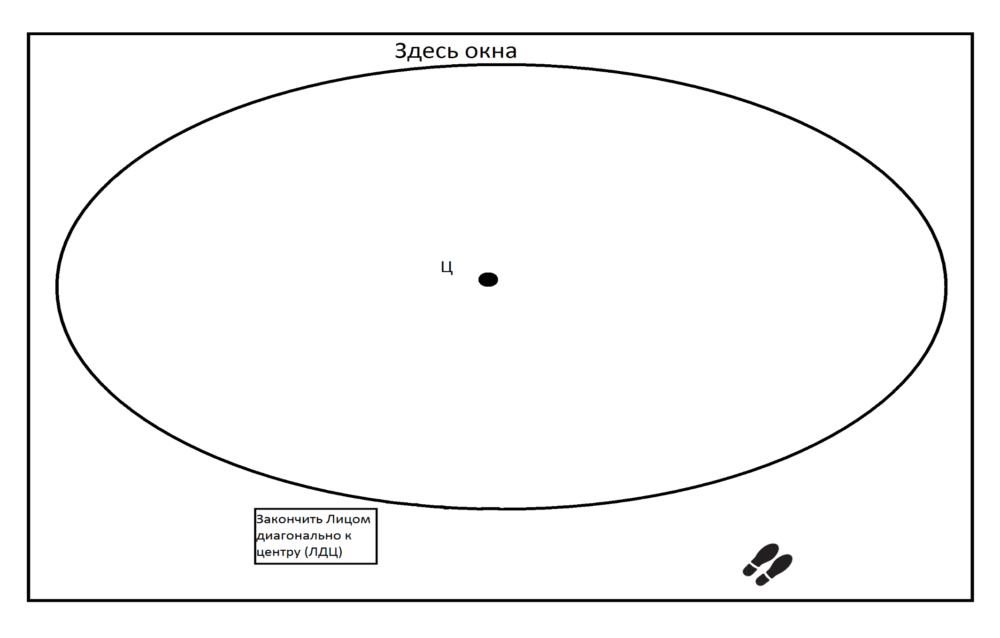 Здесь окна
Ц
Закончить Лицом
диагонально к
центру (ЛДЦ)